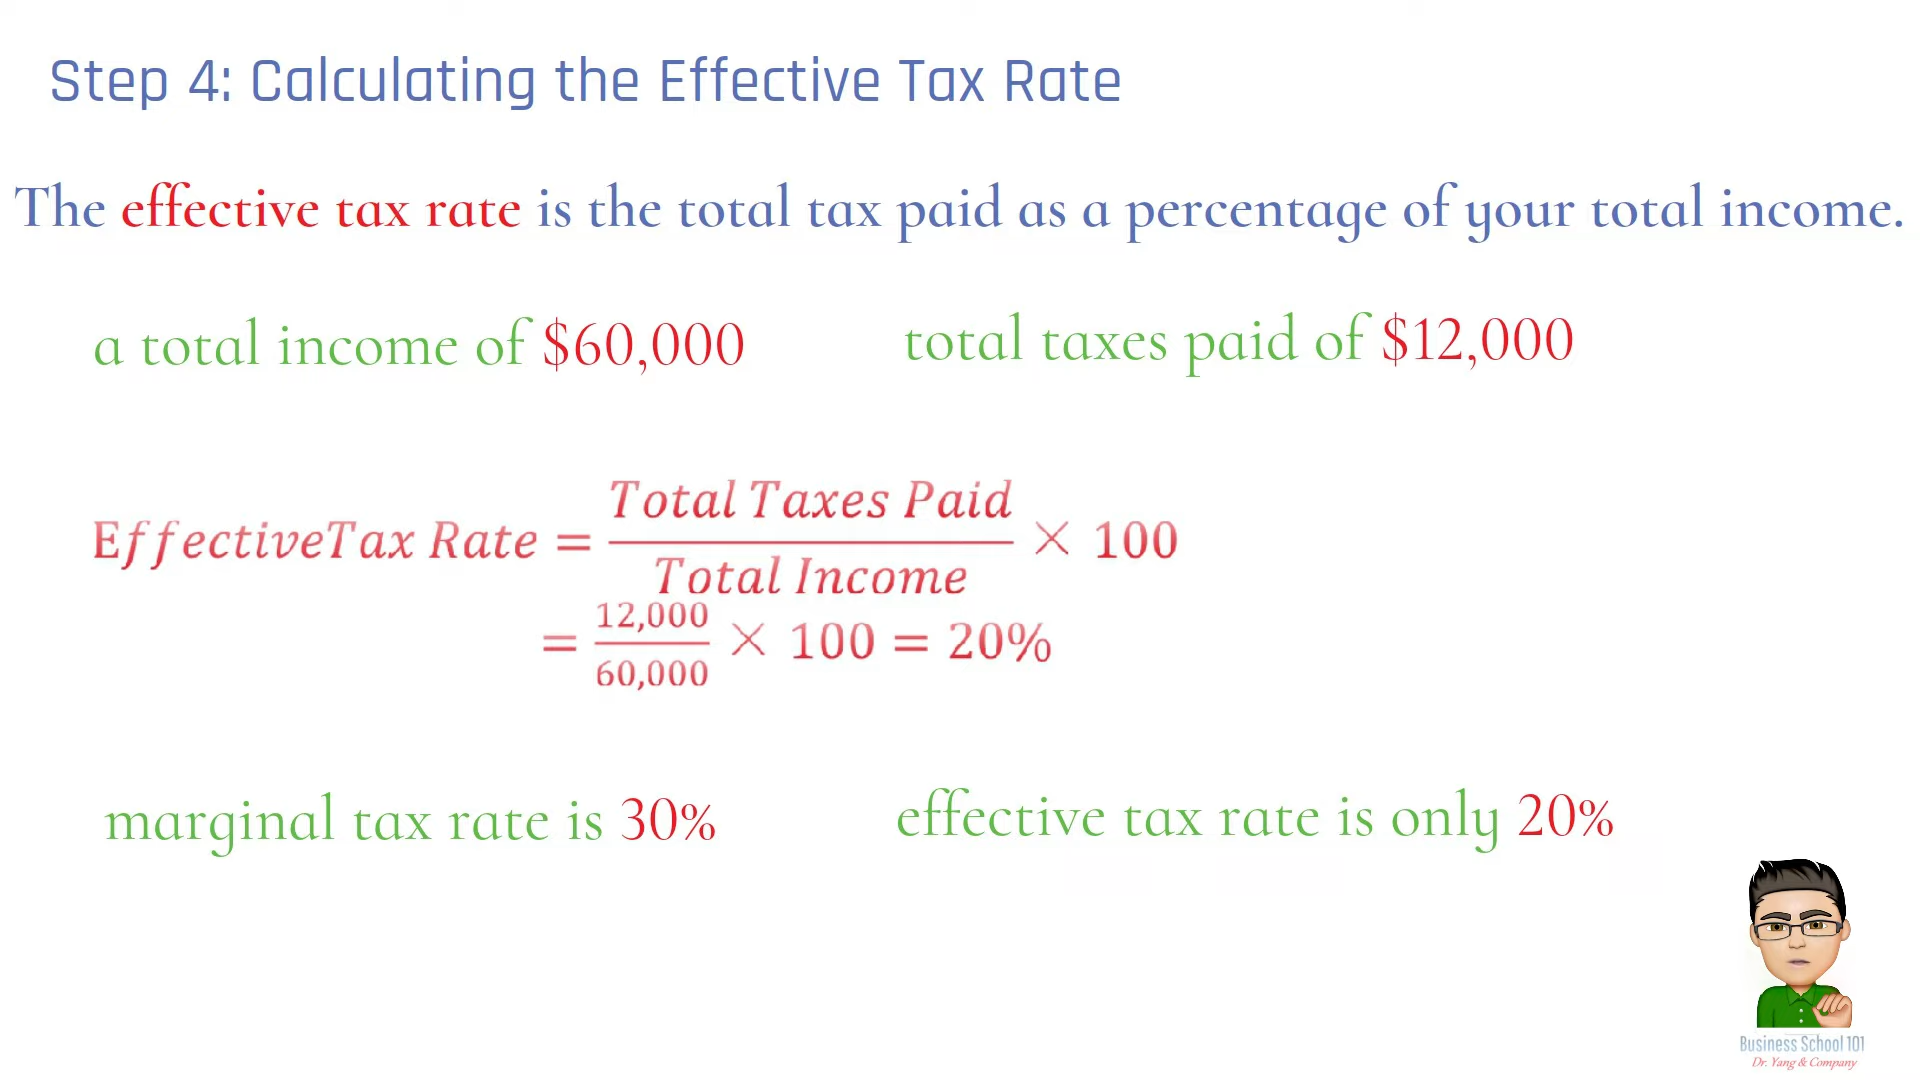 Step 4: Calculating the Effective Tax Rate
The effective tax rate is the total tax paid as a percentage of your total income.
a total income of $60,000
total taxes paid of $12,000
EffectiveTax Rate = Total Taxes Paid / Total Income × 100
= 12,000 / 60,000 × 100 = 20%
marginal tax rate is 30%
effective tax rate is only 20%
Business School 101
Dr. Yang & Company